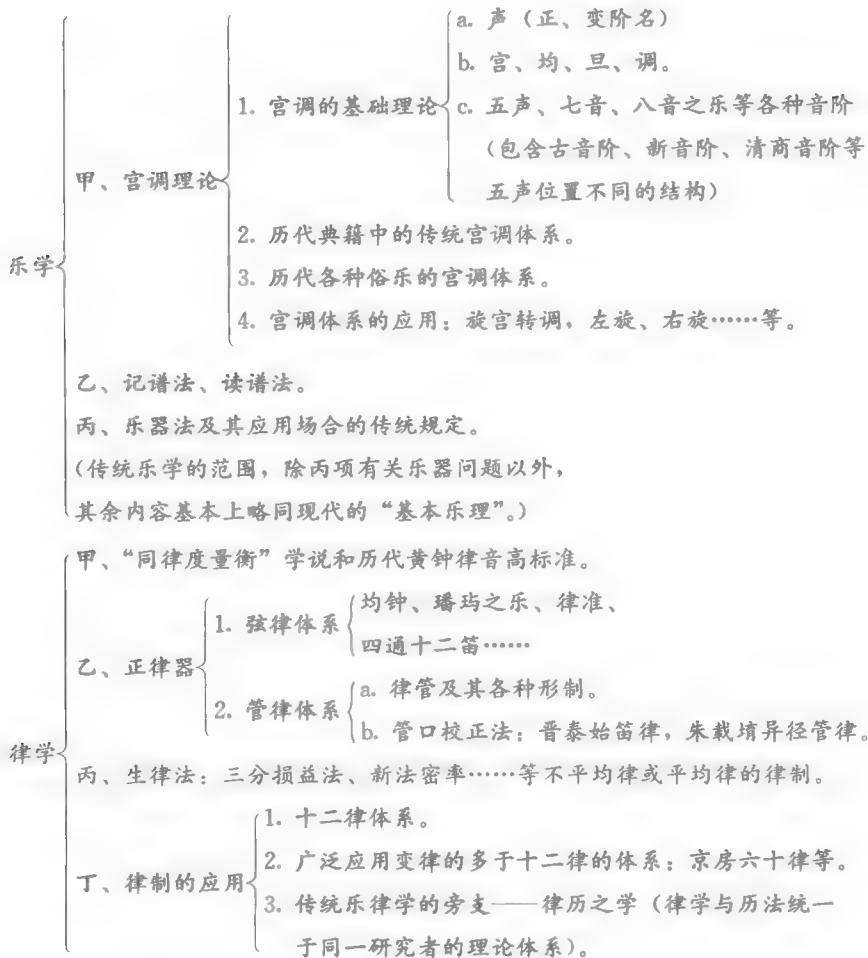 乐学
甲、宫调理论
1. 宫调的基础理论
a. 声（正、变阶名）
b. 宫、均、旦、调。
c. 五声、七音、八音之乐等各种音阶
（包含古音阶、新音阶、清商音阶等
五声位置不同的结构）
2. 历代典籍中的传统宫调体系。
3. 历代各种俗乐的宫调体系。
4. 宫调体系的应用：旋宫转调，左旋、右旋……等。
乙、记谱法、读谱法。
丙、乐器法及其应用场合的传统规定。
（传统乐学的范围，除丙项有关乐器问题以外，
其余内容基本上略同现代的“基本乐理”。）
律学
甲、“同律度量衡”学说和历代黄钟律音高标准。
乙、正律器
1. 弦律体系
均钟、璠玙之乐、律准、
四通十二笛……
2. 管律体系
a. 律管及其各种形制。
b. 管口校正法：晋泰始笛律，朱载堉异径管律。
丙、生律法：三分损益法、新法密率……等不平均律或平均律的律制。
丁、律制的应用
1. 十二律体系。
2. 广泛应用变律的多于十二律的体系：京房六十律等。
3. 传统乐律学的旁支——律历之学（律学与历法统一
于同一研究者的理论体系）。